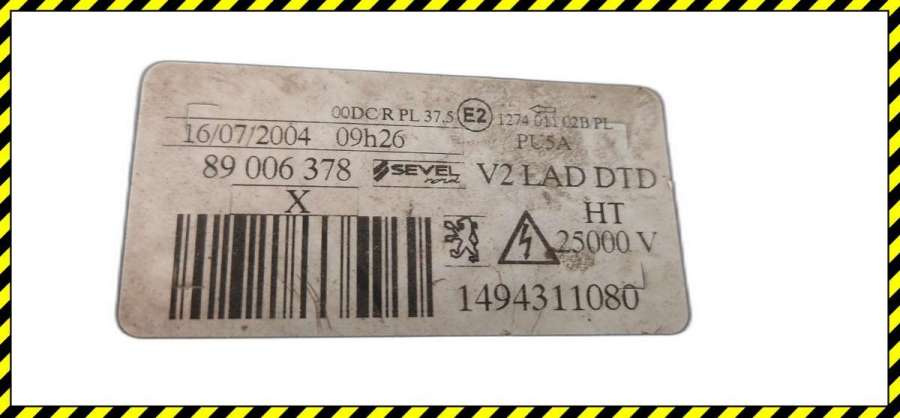 00DCR PL 37,5 E2 1274 011 02B PL
16/07/2004 09h26 PU5A
89 006 378 SEVEL nord V2 LAD DTD
X HT
25000 V
1494311080